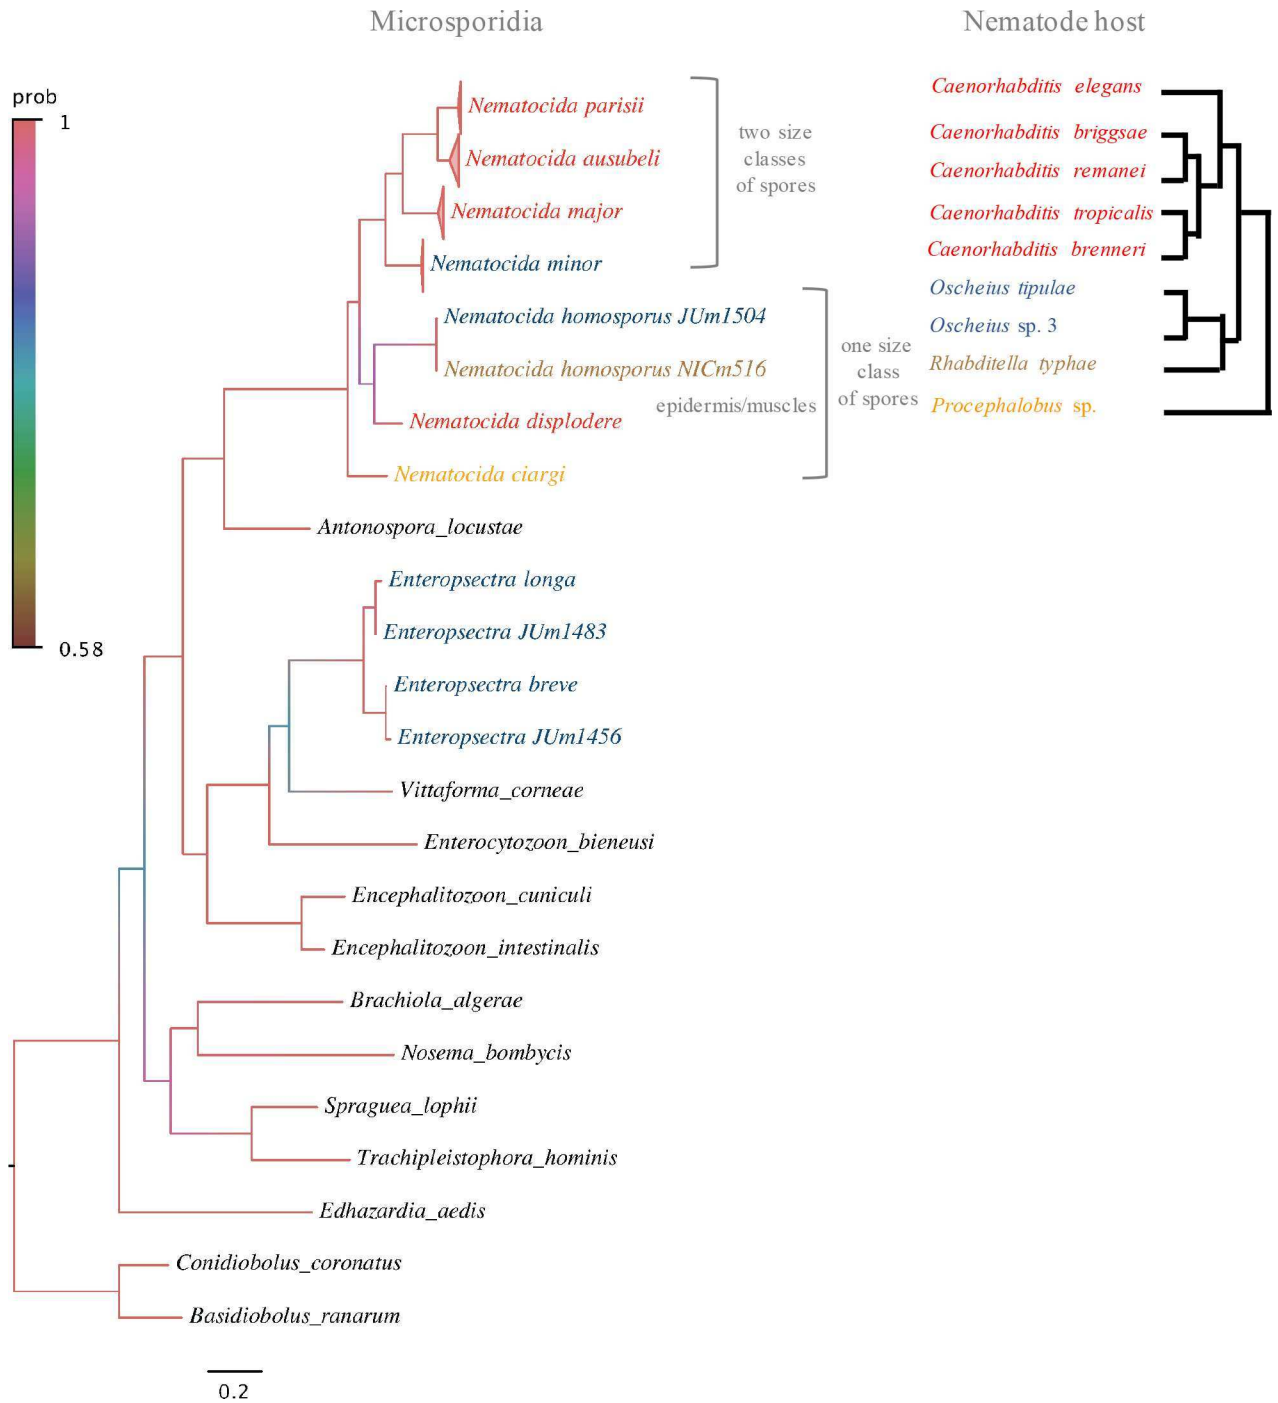 Microsporidia
Nematode host
prob
1
0.58
Nematocida parisii
Nematocida ausubeli
Nematocida major
Nematocida minor
two size
classes
of spores
Nematocida homosporus JUm1504
Nematocida homosporus NICm516
epidermis/muscles
Nematocida displodere
Nematocida ciargi
one size
class
of spores
Caenorhabditis elegans
Caenorhabditis briggsae
Caenorhabditis remanei
Caenorhabditis tropicalis
Caenorhabditis brenneri
Oscheius tipulae
Oscheius sp. 3
Rhabditella typhae
Procephalobus sp.
Antonospora_locustae
Enteropsectra longa
Enteropsectra JUm1483
Enteropsectra breve
Enteropsectra JUm1456
Vittaforma_corneae
Enterocytozoon_bieneusi
Encephalitozoon_cuniculi
Encephalitozoon_intestinalis
Brachiola_algerae
Nosema_bombycis
Spraguea_lophii
Trachipleistophora_hominis
Edhazardia_aedis
Conidiobolus_coronatus
Basidiobolus_ranarum
0.2